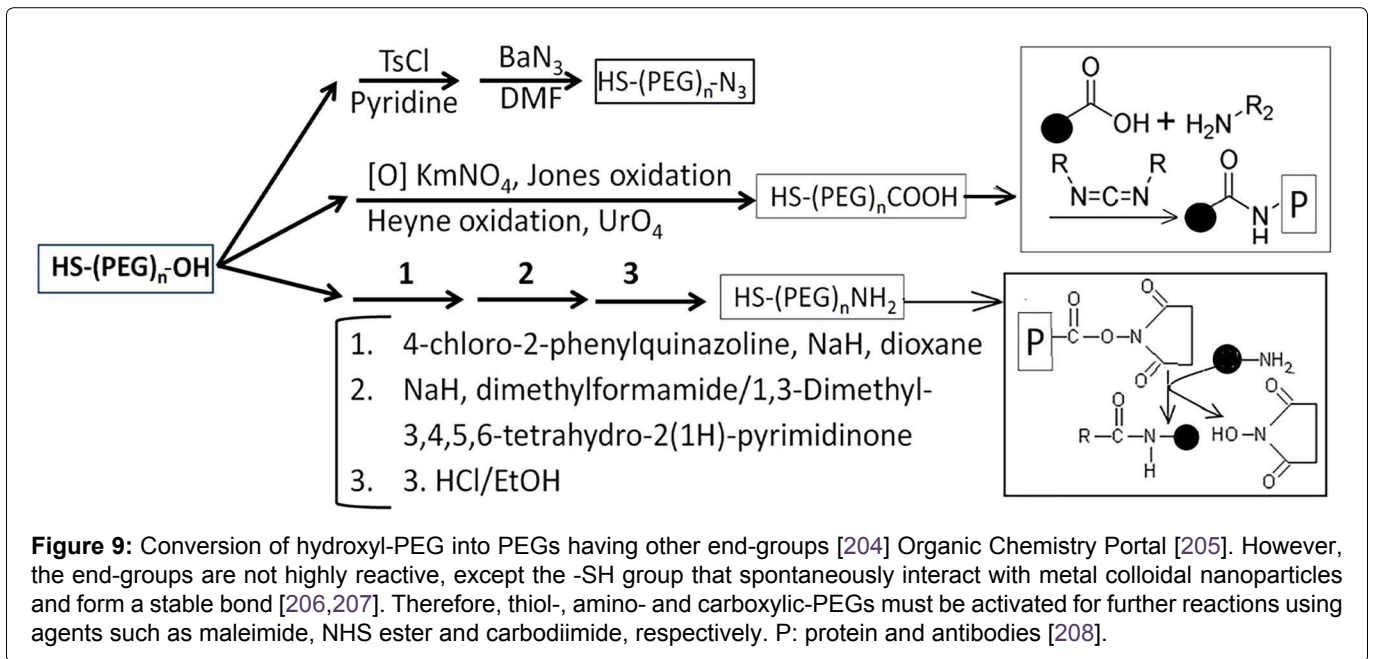 TsCl
Pyridine
BaN3
DMF
HS-(PEG)n-N3
[O] KmNO4, Jones oxidation
Heyne oxidation, UrO4
HS-(PEG)nCOOH
HS-(PEG)n-OH
1 2 3
HS-(PEG)nNH2
1. 4-chloro-2-phenylquinazoline, NaH, dioxane
2. NaH, dimethylformamide/1,3-Dimethyl-
3,4,5,6-tetrahydro-2(1H)-pyrimidinone
3. 3. HCl/EtOH
O
OH + H2N R2
R R
N=C=N
O
N
H
P
O
P C O N
O
O
NH2
O
R C N
H
HO N
O
O
Figure 9: Conversion of hydroxyl-PEG into PEGs having other end-groups [204] Organic Chemistry Portal [205]. However,
the end-groups are not highly reactive, except the -SH group that spontaneously interact with metal colloidal nanoparticles
and form a stable bond [206,207]. Therefore, thiol-, amino- and carboxylic-PEGs must be activated for further reactions using
agents such as maleimide, NHS ester and carbodiimide, respectively. P: protein and antibodies [208].